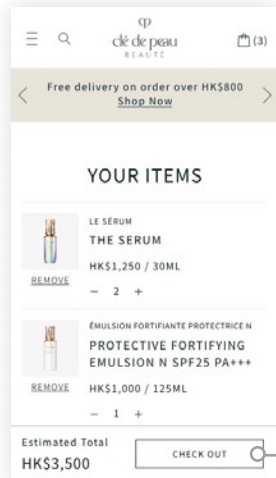 clé de peau
BEAUTÉ
(3)
Free delivery on order over HK$800
Shop Now
YOUR ITEMS
LE SÉRUM
THE SERUM
HK$1,250 / 30ML
REMOVE
− 2 +
ÉMULSION FORTIFIANTE PROTECTRICE N
PROTECTIVE FORTIFYING
EMULSION N SPF25 PA+++
REMOVE
HK$1,000 / 125ML
− 1 +
Estimated Total
HK$3,500
CHECK OUT